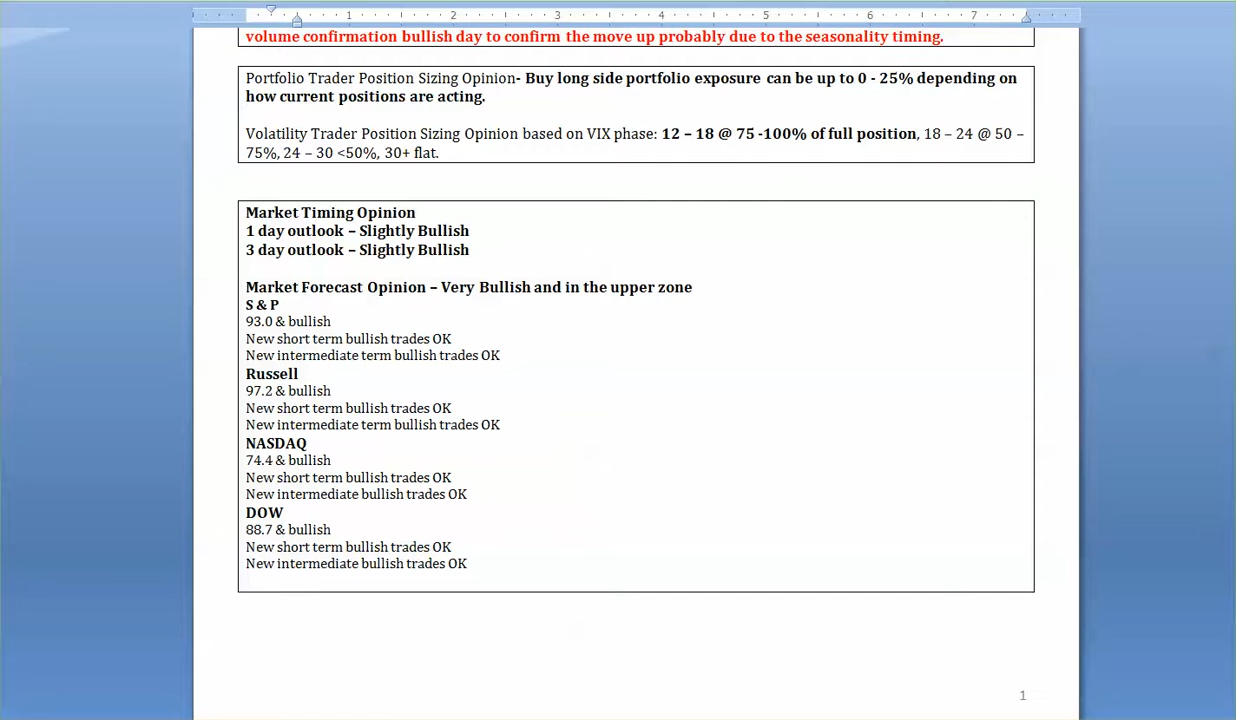 1 2 3 4 5 6 7
volume confirmation bullish day to confirm the move up probably due to the seasonality timing.
Portfolio Trader Position Sizing Opinion- Buy long side portfolio exposure can be up to 0 - 25% depending on
how current positions are acting.
Volatility Trader Position Sizing Opinion based on VIX phase: 12 – 18 @ 75 -100% of full position, 18 – 24 @ 50 –
75%, 24 – 30 <50%, 30+ flat.
Market Timing Opinion
1 day outlook – Slightly Bullish
3 day outlook – Slightly Bullish
Market Forecast Opinion – Very Bullish and in the upper zone
S & P
93.0 & bullish
New short term bullish trades OK
New intermediate term bullish trades OK
Russell
97.2 & bullish
New short term bullish trades OK
New intermediate term bullish trades OK
NASDAQ
74.4 & bullish
New short term bullish trades OK
New intermediate bullish trades OK
DOW
88.7 & bullish
New short term bullish trades OK
New intermediate bullish trades OK
1